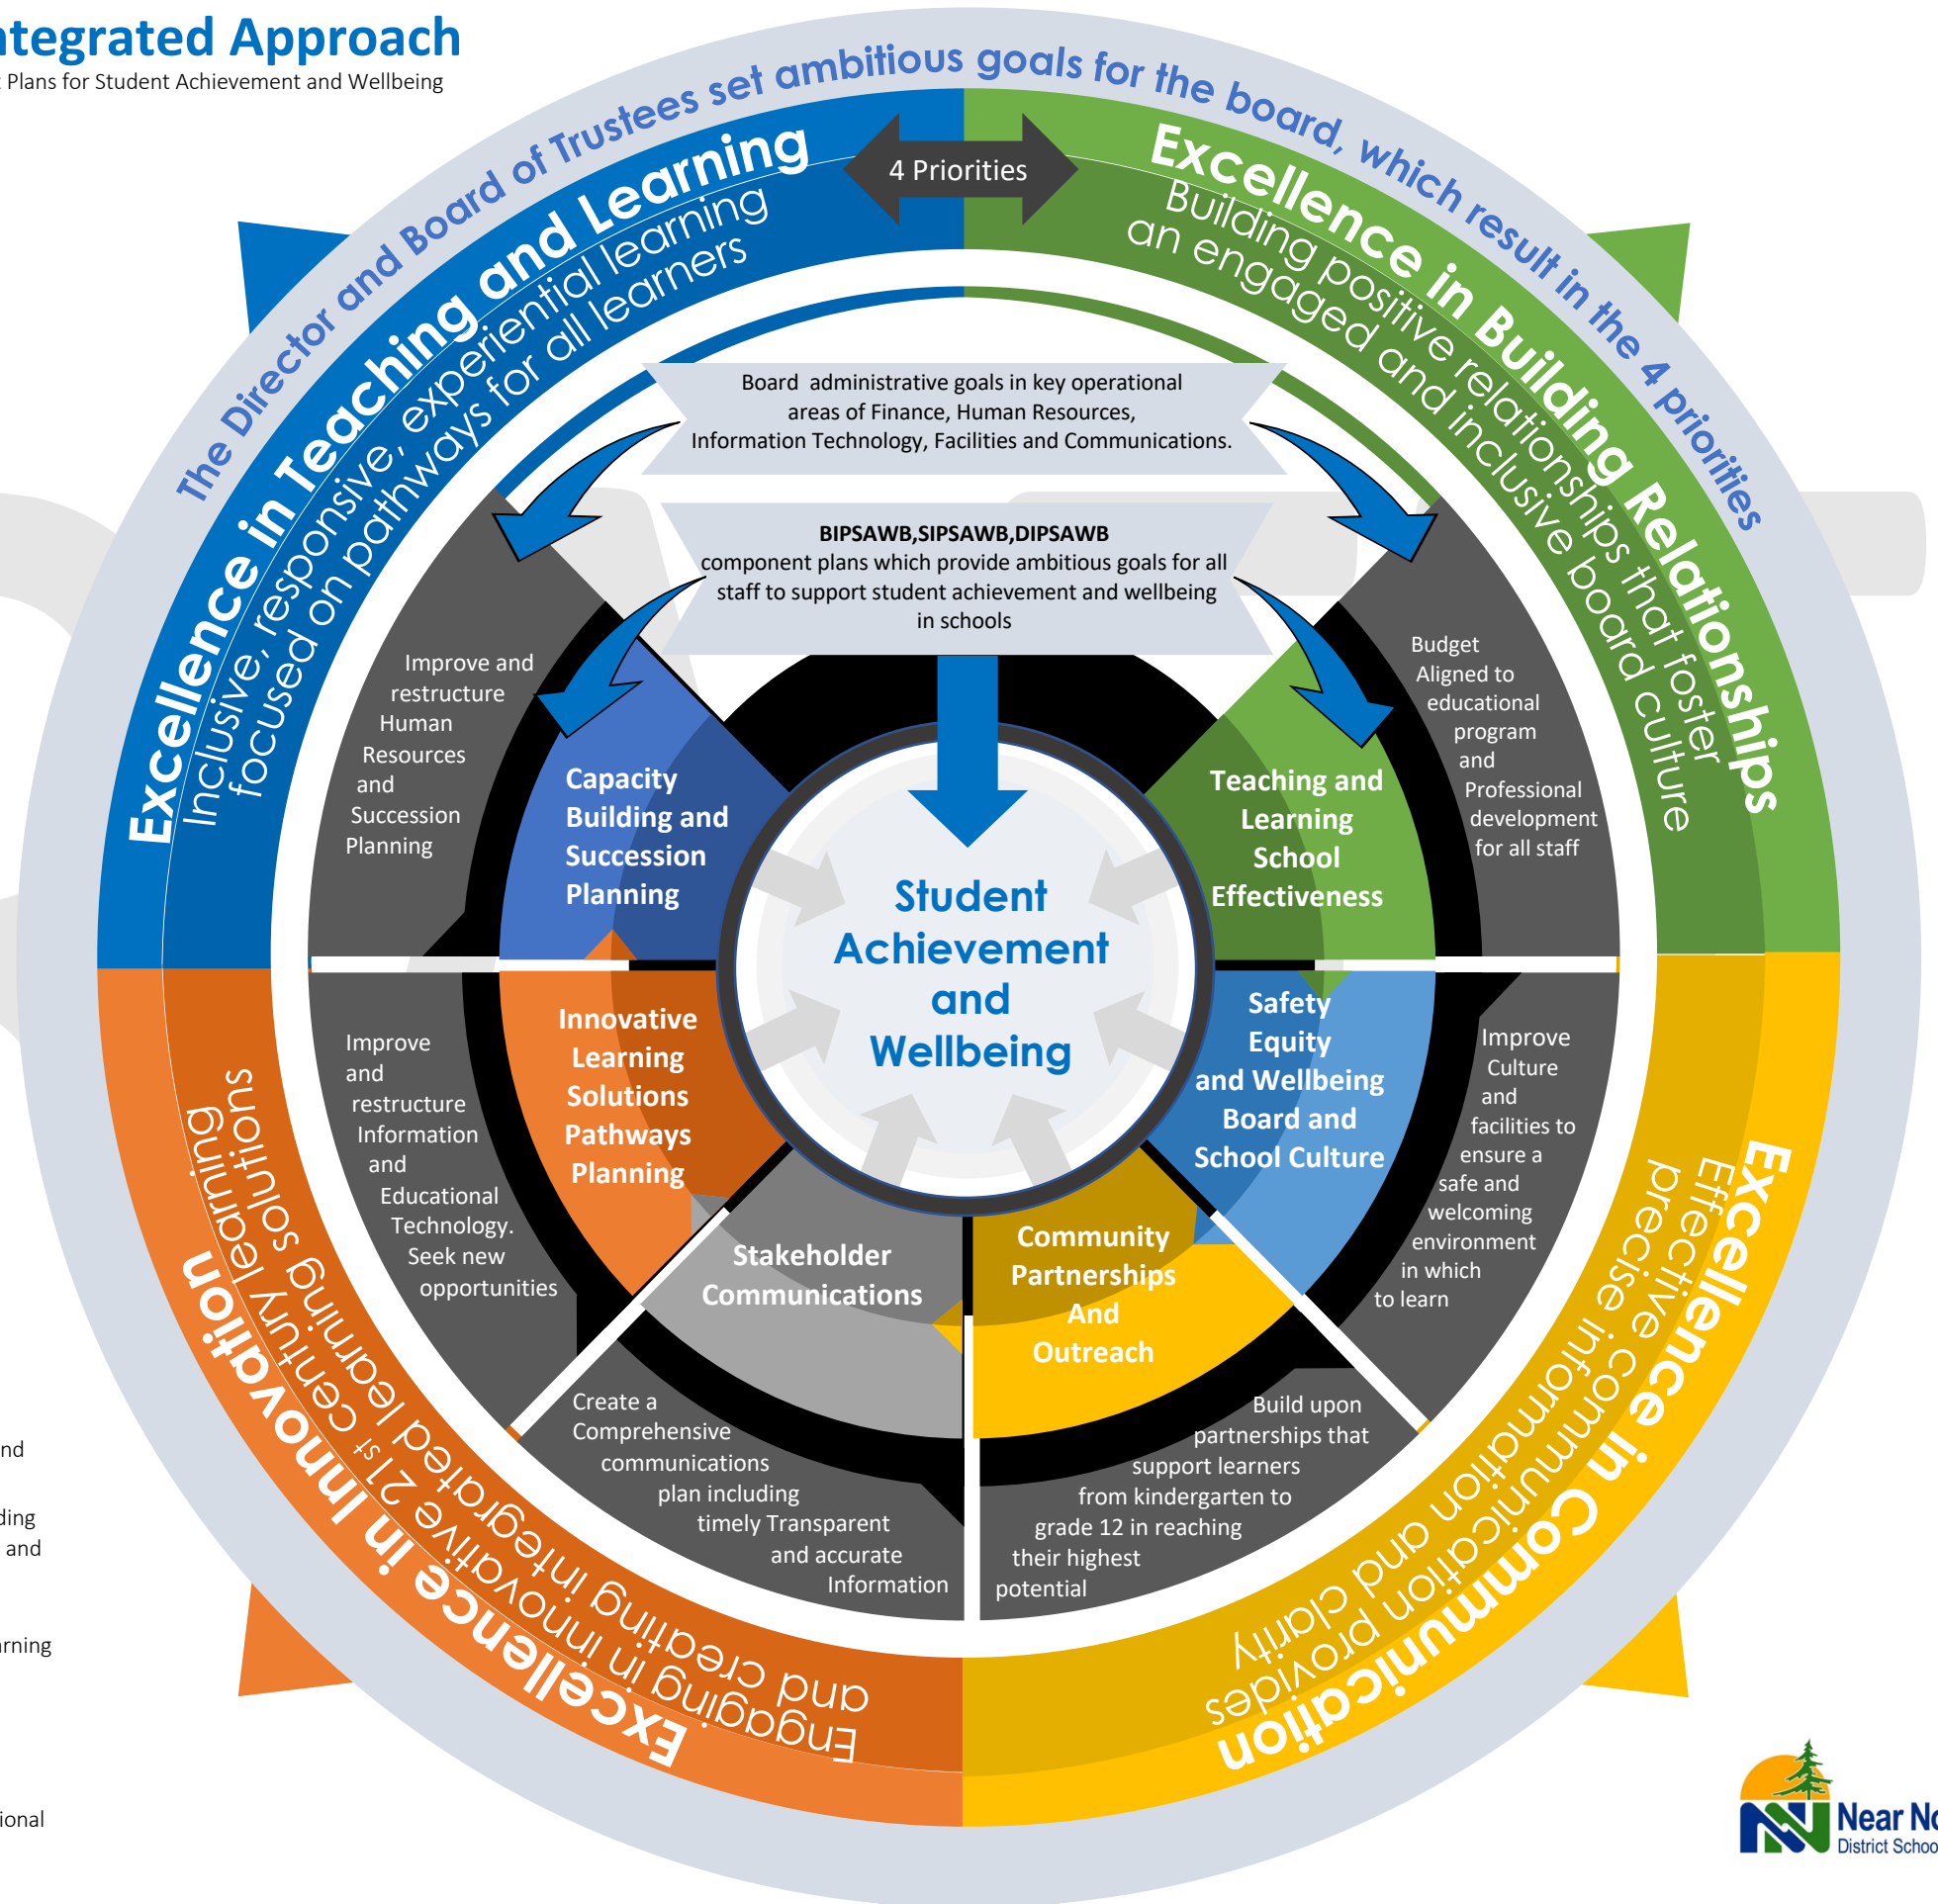 ntegrated Approach
t Plans for Student Achievement and Wellbeing
The Director and Board of Trustees set ambitious goals for the board, which result in the 4 priorities
4 Priorities
Excellence in Teaching and Learning
Inclusive, responsive, experiential learning
focused on pathways for all learners
Excellence in Building Relationships
Building positive relationships that foster
an engaged and inclusive board culture
Board administrative goals in key operational
areas of Finance, Human Resources,
Information Technology, Facilities and Communications.
BIPSAWB,SIPSAWB,DIPSAWB
component plans which provide ambitious goals for all
staff to support student achievement and wellbeing
in schools
Improve and
restructure
Human
Resources
and
Succession
Planning
Capacity
Building and
Succession
Planning
Teaching and
Learning
School
Effectiveness
Budget
Aligned to
educational
program
and
Professional
development
for all staff
Student
Achievement
and
Wellbeing
Improve
and
restructure
Information
and
Educational
Technology.
Seek new
opportunities
Innovative
Learning
Solutions
Pathways
Planning
Safety
Equity
and Wellbeing
Board and
School Culture
Improve
Culture
and
facilities to
ensure a
safe and
welcoming
environment
in which
to learn
Stakeholder
Communications
Community
Partnerships
And
Outreach
Create a
Comprehensive
communications
plan including
timely Transparent
and accurate
Information
Build upon
partnerships that
support learners
from kindergarten to
grade 12 in reaching
their highest
potential
Excellence in Innovation
Engaging in innovative 21st century learning
and creating integrated learning solutions
Excellence in Communication
Effective communication provides
precise information and clarity
nd
ding
and
arning
ional
Near No
District Schoo